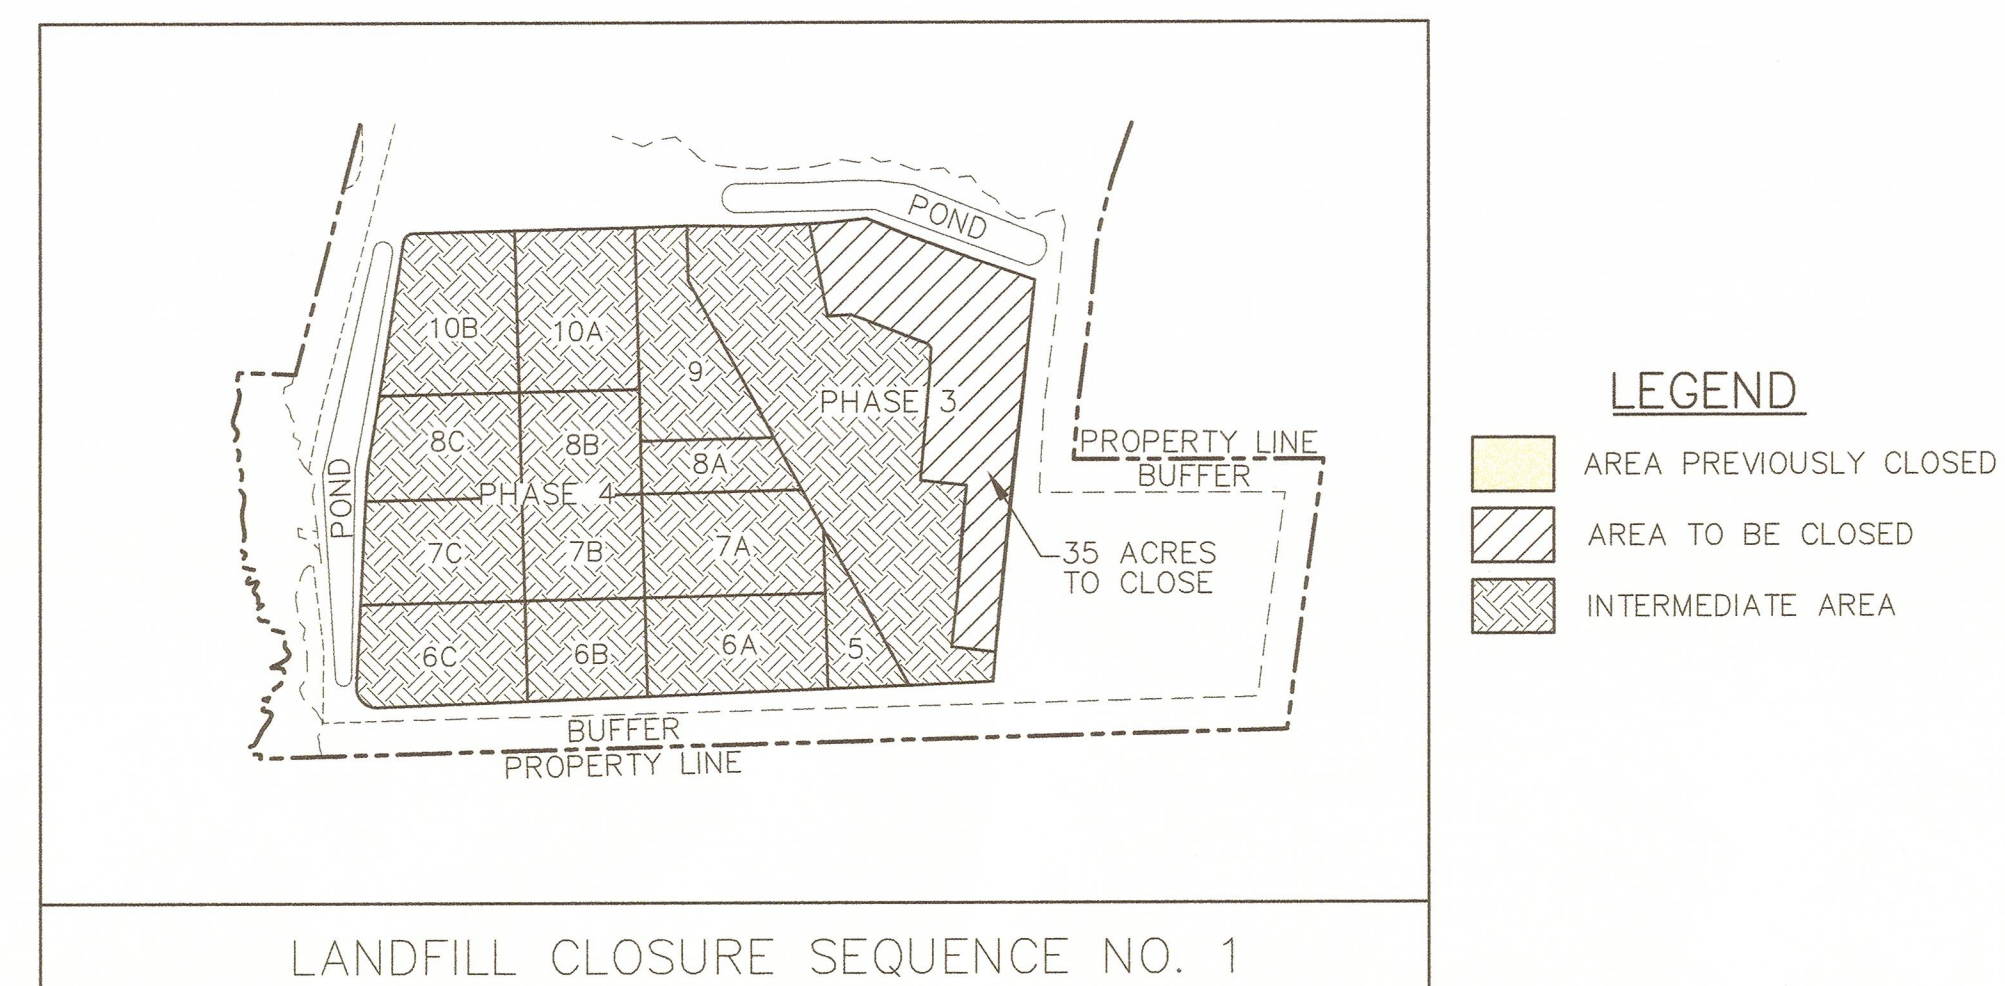 POND
10B
10A
9
PHASE 3
8C
8B
8A
PHASE 4
POND
7C
7B
7A
6C
6B
6A
5
35 ACRES
TO CLOSE
PROPERTY LINE
BUFFER
BUFFER
PROPERTY LINE
LANDFILL CLOSURE SEQUENCE NO. 1
LEGEND
AREA PREVIOUSLY CLOSED
AREA TO BE CLOSED
INTERMEDIATE AREA